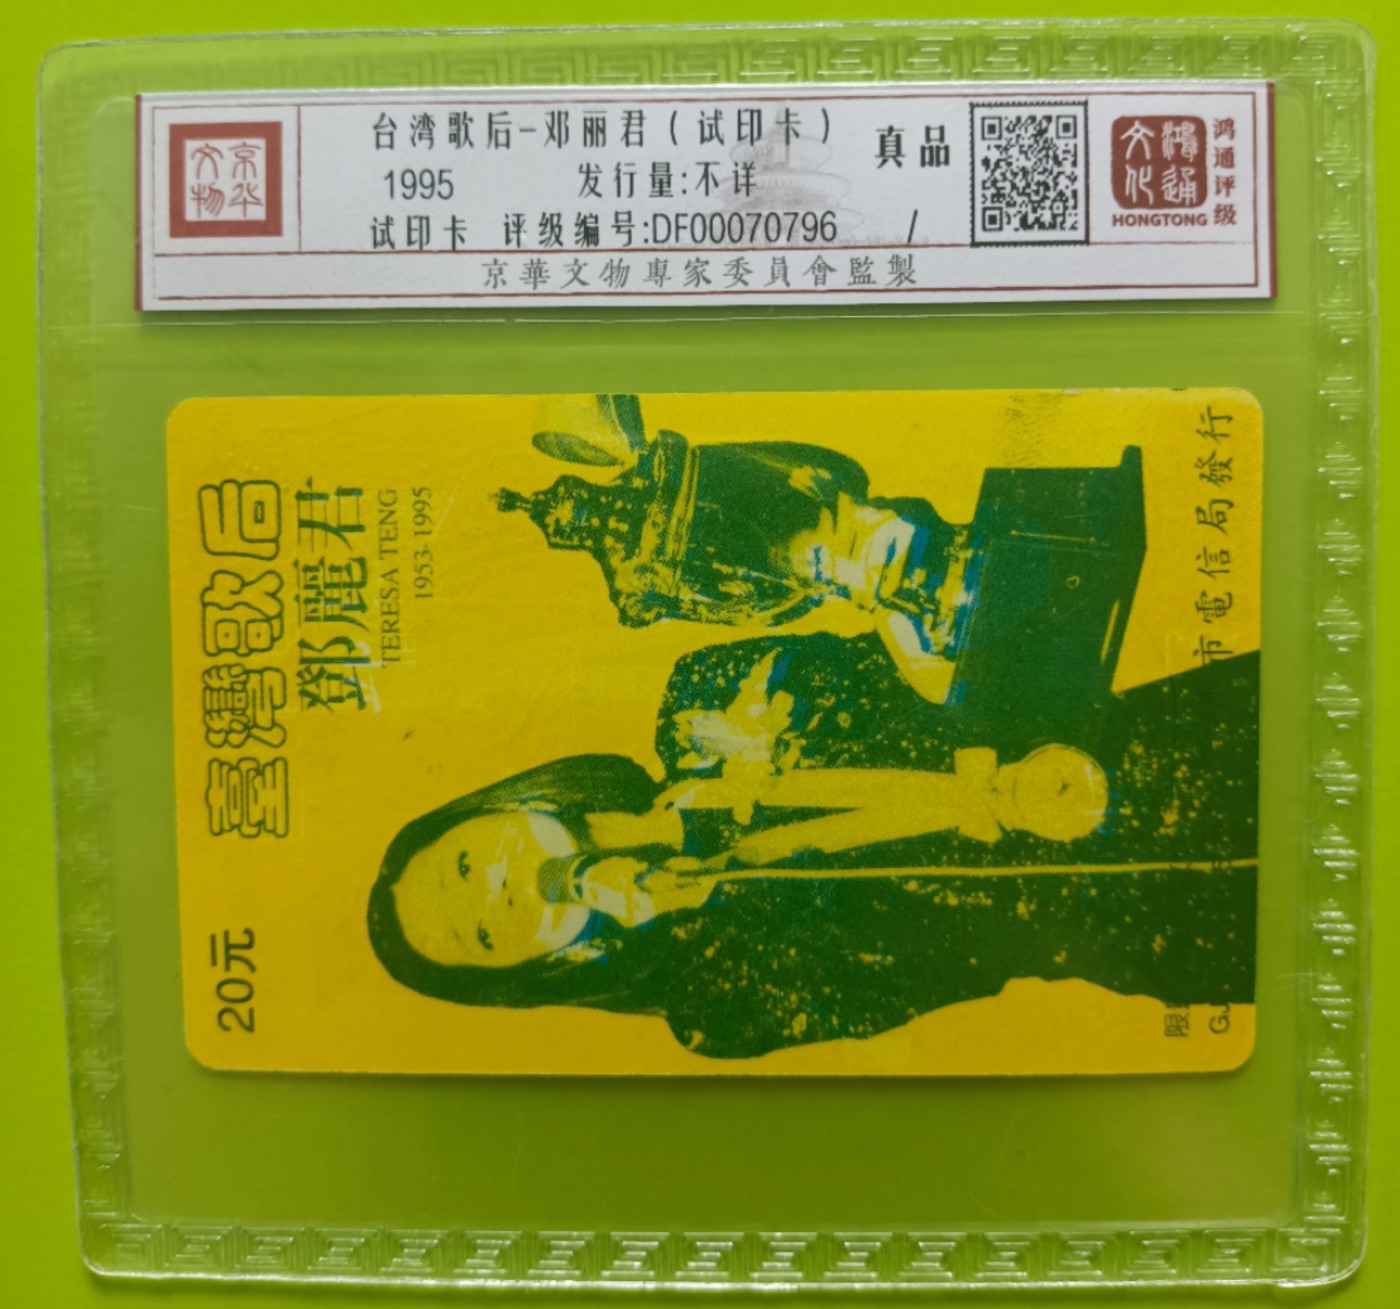 京华文物
台湾歌后-邓丽君(试印卡)
1995 发行量:不详
试印卡 评级编号:DF00070796 /
真品
鸿通文化
HONGTONG
鸿通评级
京華文物專家委員會監製
20元
臺灣歌后
鄧麗君
TERESA TENG
1953-1995
市電信局發行
限
GJ